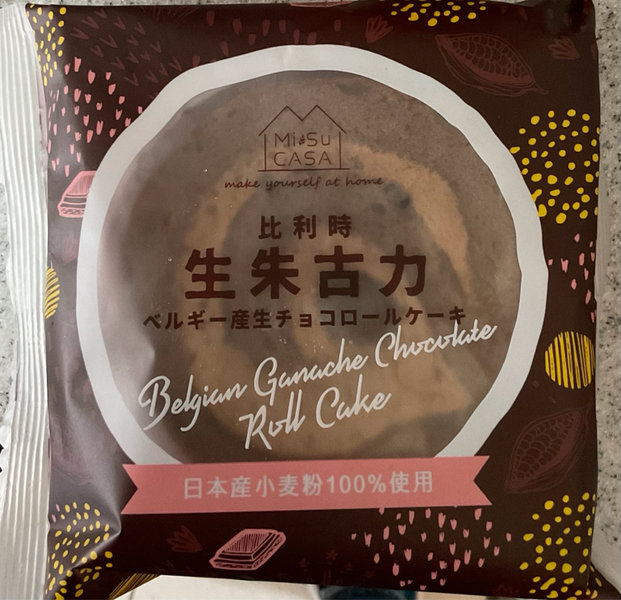 Mi Su
CASA
make yourself at home
比利時
生朱古力
ベルギー産生チョコロールケーキ
Belgian Ganache Chocolate
Roll Cake
日本産小麦粉100%使用